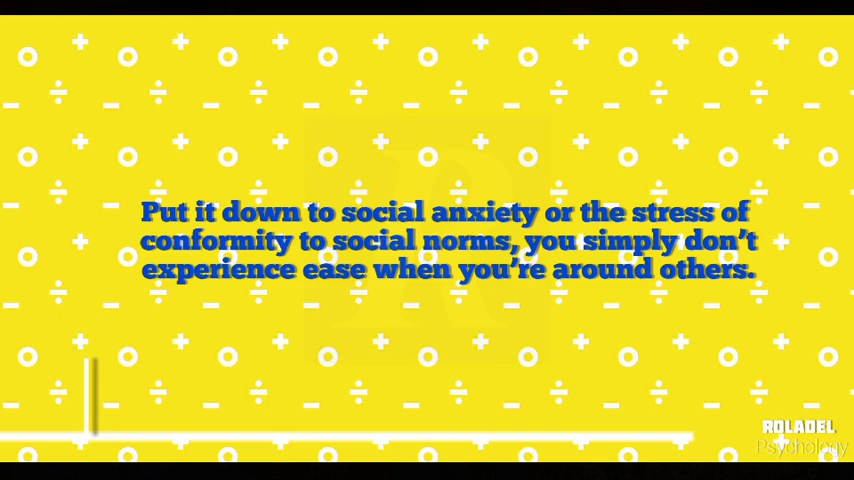 Put it down to social anxiety or the stress of
conformity to social norms, you simply don't
experience ease when you're around others.
ROLADEL
Psychology